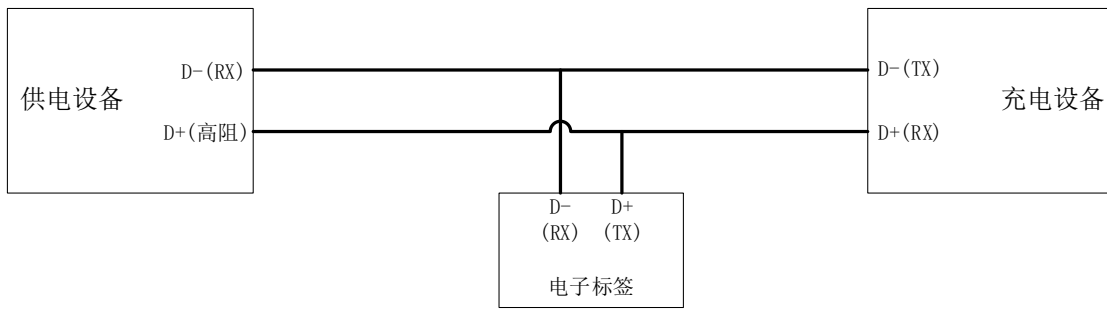 供电设备
D-(RX)
D+(高阻)
D-(TX)
D+(RX)
充电设备
D-
(RX)
D+
(TX)
电子标签